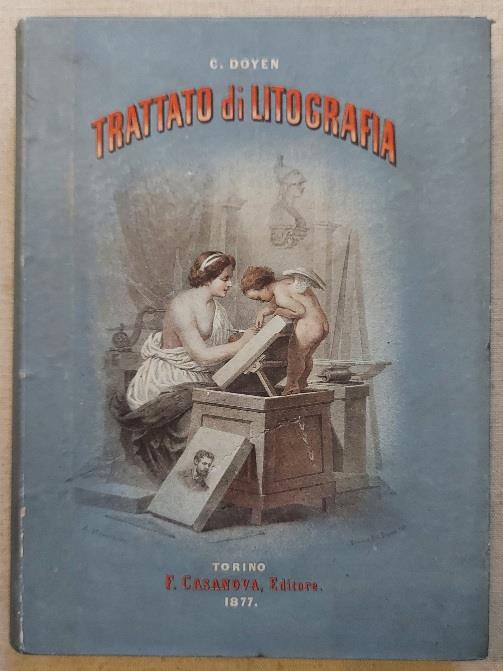 C. DOYEN
TRATTATO di LITOGRAFIA
TORINO
F. CASANOVA, Editore.
1877.